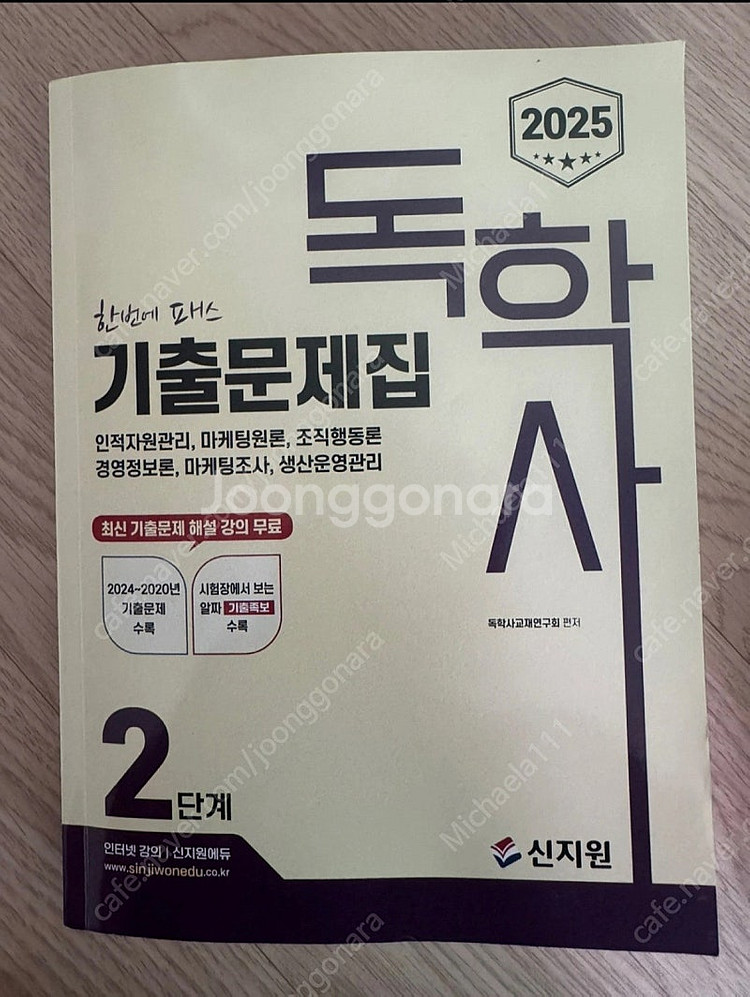 2025
독학사
한번에 패스
기출문제집
인적자원관리, 마케팅원론, 조직행동론
경영정보론, 마케팅조사, 생산운영관리
최신 기출문제 해설 강의 무료
2024~2020년
기출문제
수록
시험장에서 보는
알짜 기출족보
수록
독학사교재연구회 편저
2단계
인터넷 강의 | 신지원에듀
www.sinjiwonedu.co.kr
신지원
Joonggonara
cafe.naver.com/joonggonara
Michaela111